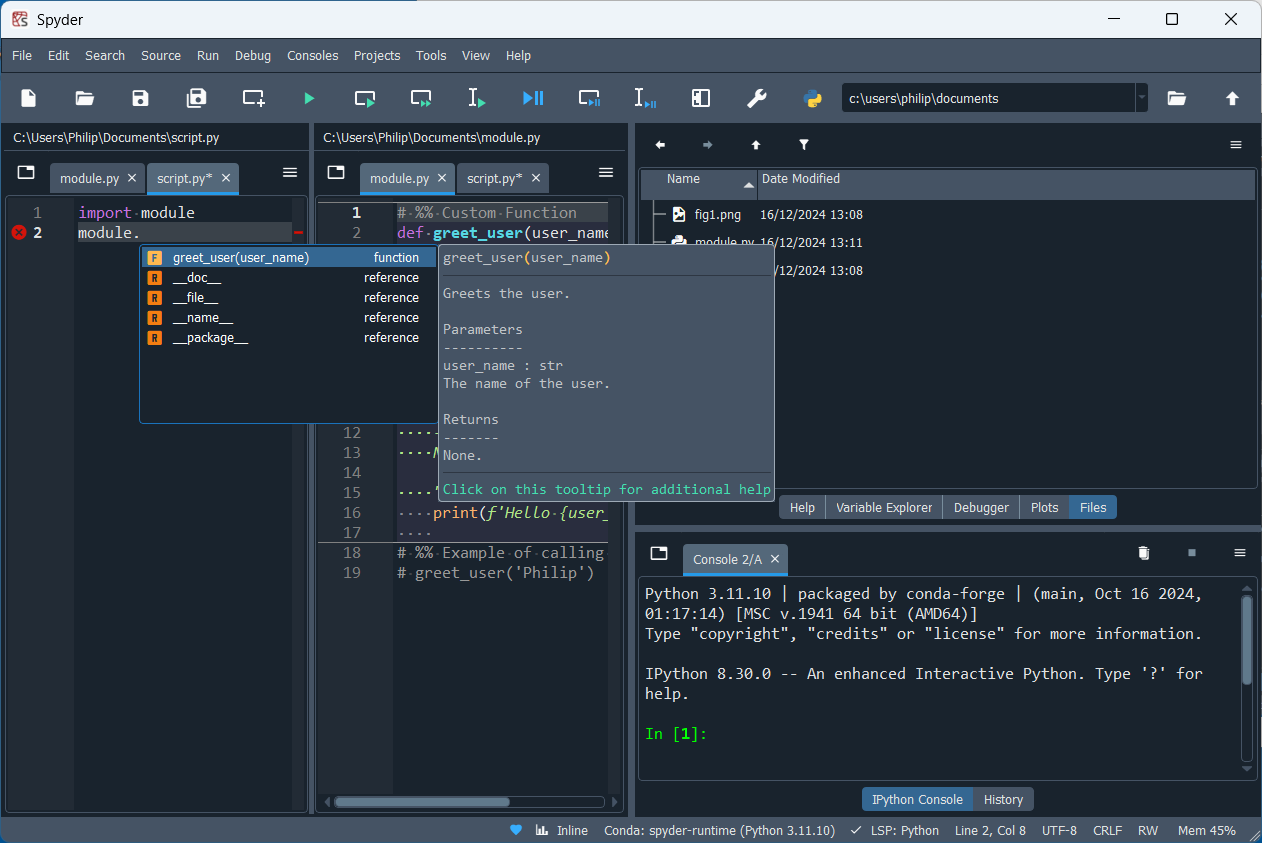 Spyder
File Edit Search Source Run Debug Consoles Projects Tools View Help
c:\users\philip\documents
C:\Users\Philip\Documents\script.py
module.py script.py*
1 import·module
2 module.
greet_user(user_name) function
__doc__ reference
__file__ reference
__name__ reference
__package__ reference
C:\Users\Philip\Documents\module.py
module.py script.py*
1 #·%%·Custom·Function
2 def·greet_user(user_name
greet_user(user_name)
Greets the user.
Parameters
----------
user_name : str
The name of the user.
Returns
-------
None.
Click on this tooltip for additional help
12
13
14
15
16 ····print(f'Hello·{user_
17 ····
18 #·%%·Example·of·calling
19 #·greet_user('Philip')
Name Date Modified
fig1.png 16/12/2024 13:08
module.py 16/12/2024 13:11
/12/2024 13:08
Help Variable Explorer Debugger Plots Files
Console 2/A
Python 3.11.10 | packaged by conda-forge | (main, Oct 16 2024,
01:17:14) [MSC v.1941 64 bit (AMD64)]
Type "copyright", "credits" or "license" for more information.
IPython 8.30.0 -- An enhanced Interactive Python. Type '?' for
help.
In [1]:
IPython Console History
Inline Conda: spyder-runtime (Python 3.11.10) LSP: Python Line 2, Col 8 UTF-8 CRLF RW Mem 45%